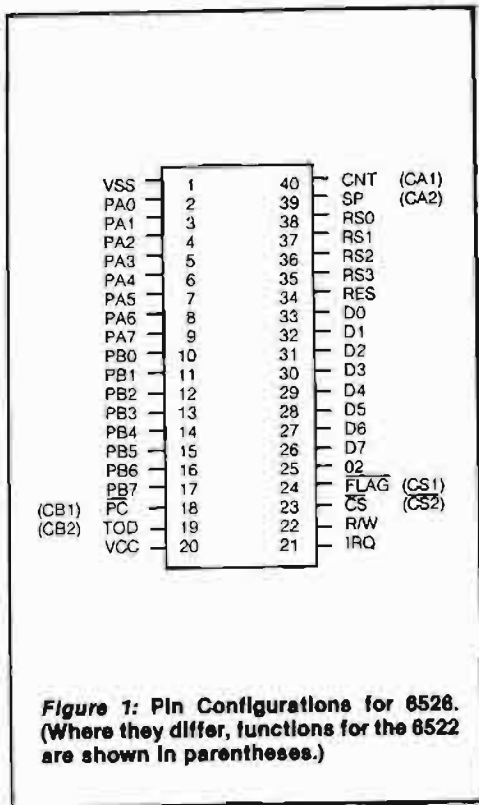 VSS 1 40 CNT (CA1)
PA0 2 39 SP (CA2)
PA1 3 38 RS0
PA2 4 37 RS1
PA3 5 36 RS2
PA4 6 35 RS3
PA5 7 34 RES
PA6 8 33 D0
PA7 9 32 D1
PB0 10 31 D2
PB1 11 30 D3
PB2 12 29 D4
PB3 13 28 D5
PB4 14 27 D6
PB5 15 26 D7
PB6 16 25 02
PB7 17 24 FLAG (CS1)
(CB1) PC 18 23 CS (CS2)
(CB2) TOD 19 22 R/W
VCC 20 21 IRQ
Figure 1: Pin Configurations for 6526.
(Where they differ, functions for the 6522
are shown in parentheses.)